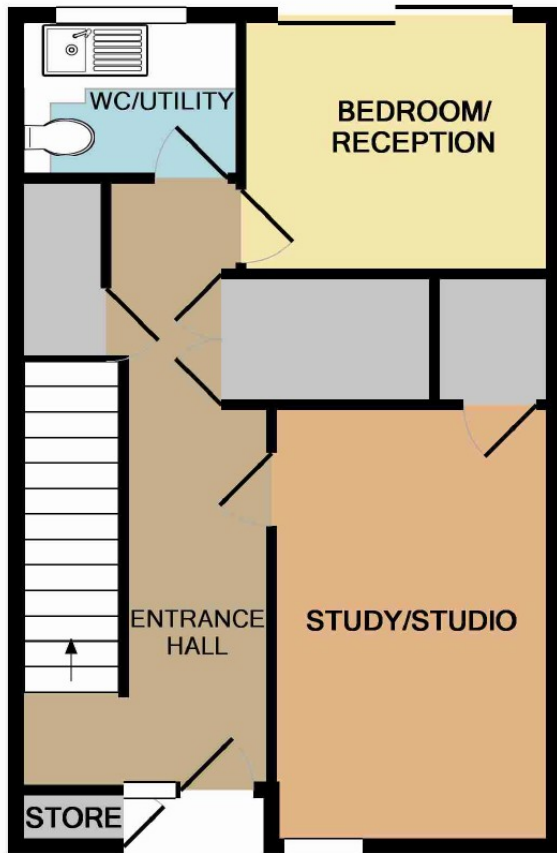 WC/UTILITY
BEDROOM/
RECEPTION
ENTRANCE
HALL
STUDY/STUDIO
STORE